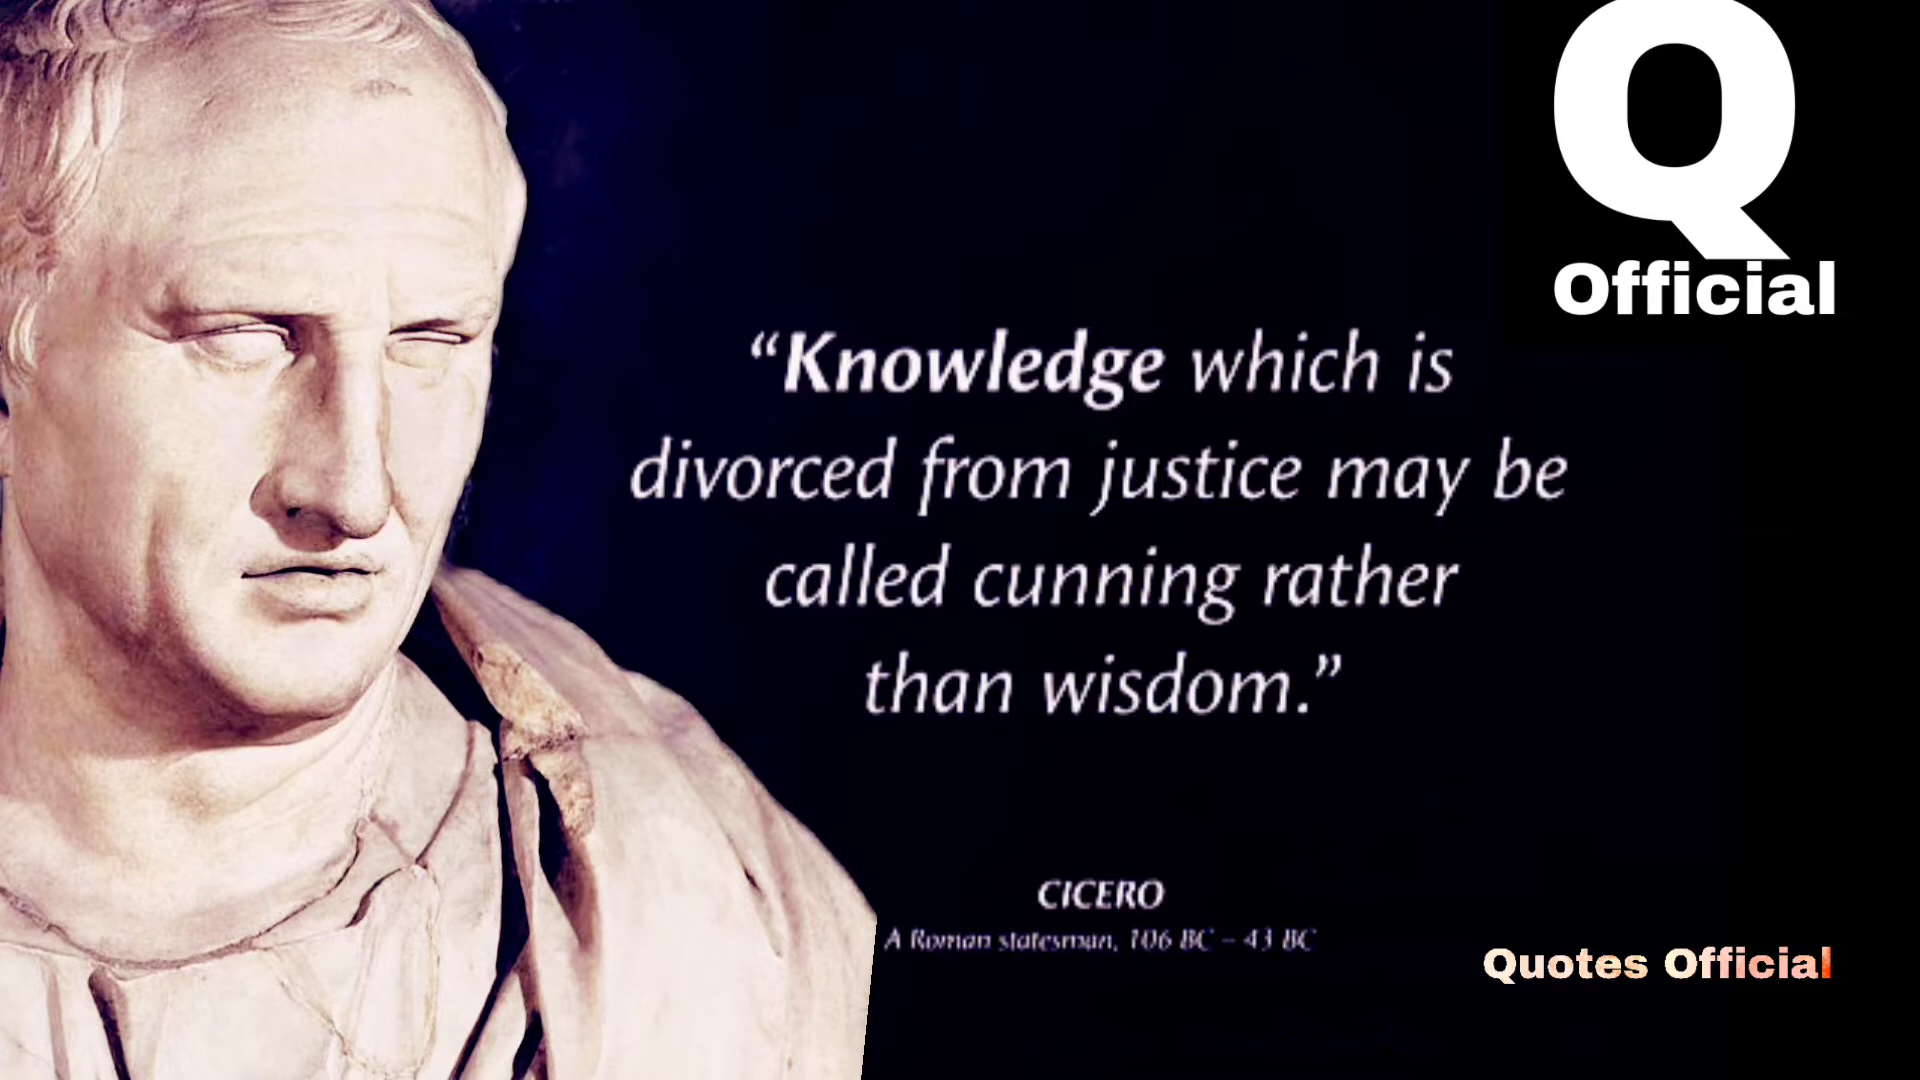 Q
Official
“Knowledge which is
divorced from justice may be
called cunning rather
than wisdom.”
CICERO
A Roman statesman, 106 BC – 43 BC
Quotes Official